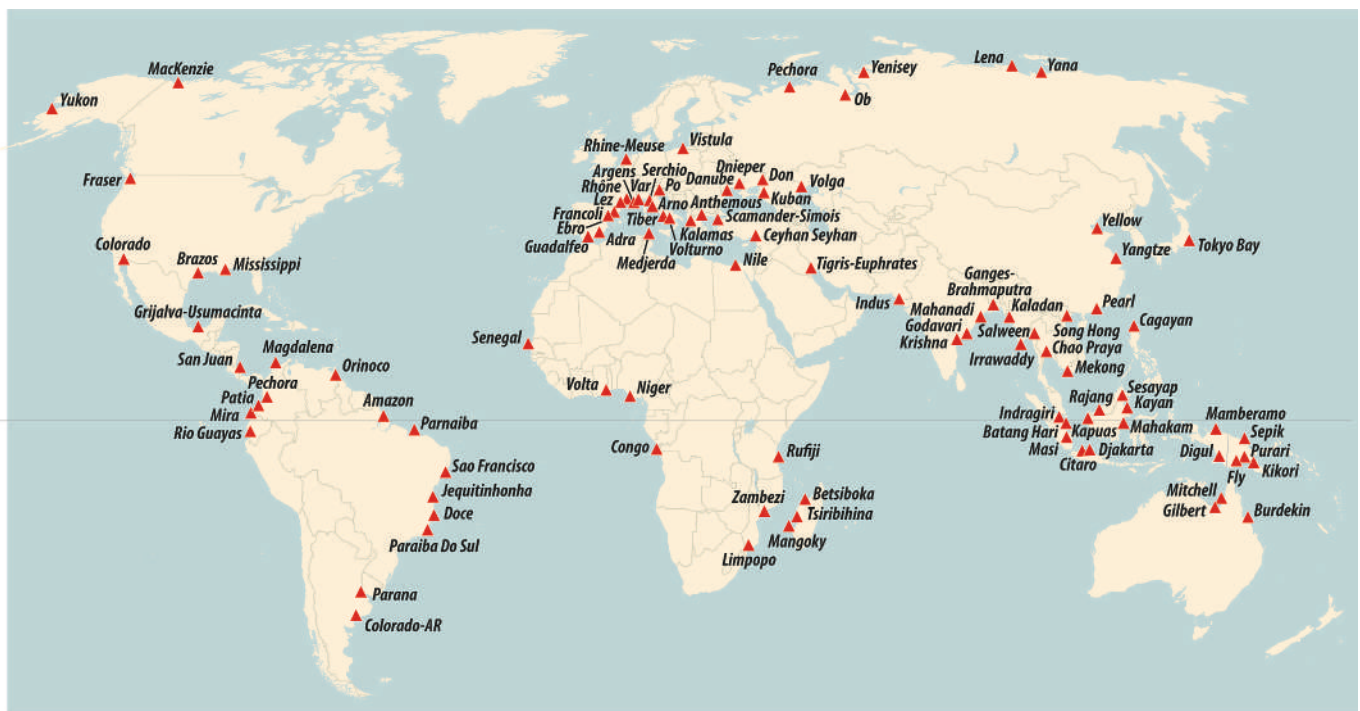 MacKenzie
Yukon
Fraser
Colorado
Brazos
Mississippi
Grijalva-Usumacinta
San Juan
Magdalena
Orinoco
Pechora
Patia
Mira
Rio Guayas
Amazon
Parnaiba
Sao Francisco
Jequitinhonha
Doce
Paraiba Do Sul
Parana
Colorado-AR
Pechora
Yenisey
Ob
Lena
Yana
Vistula
Rhine-Meuse
Argens
Serchio
Dnieper
Rhône
Var
Po
Danube
Don
Volga
Lez
Arno
Anthemous
Kuban
Francoli
Tiber
Scamander-Simois
Ebro
Kalamas
Ceyhan Seyhan
Guadalfeo
Adra
Volturno
Medjerda
Nile
Tigris-Euphrates
Senegal
Volta
Niger
Congo
Rufiji
Zambezi
Betsiboka
Tsiribihina
Mangoky
Limpopo
Yellow
Yangtze
Tokyo Bay
Ganges-
Brahmaputra
Indus
Mahanadi
Kaladan
Pearl
Godavari
Salween
Song Hong
Cagayan
Krishna
Irrawaddy
Chao Praya
Mekong
Sesayap
Rajang
Kayan
Indragiri
Batang Hari
Kapuas
Mahakam
Masi
Djakarta
Citaro
Mamberamo
Sepik
Digul
Purari
Fly
Kikori
Mitchell
Gilbert
Burdekin